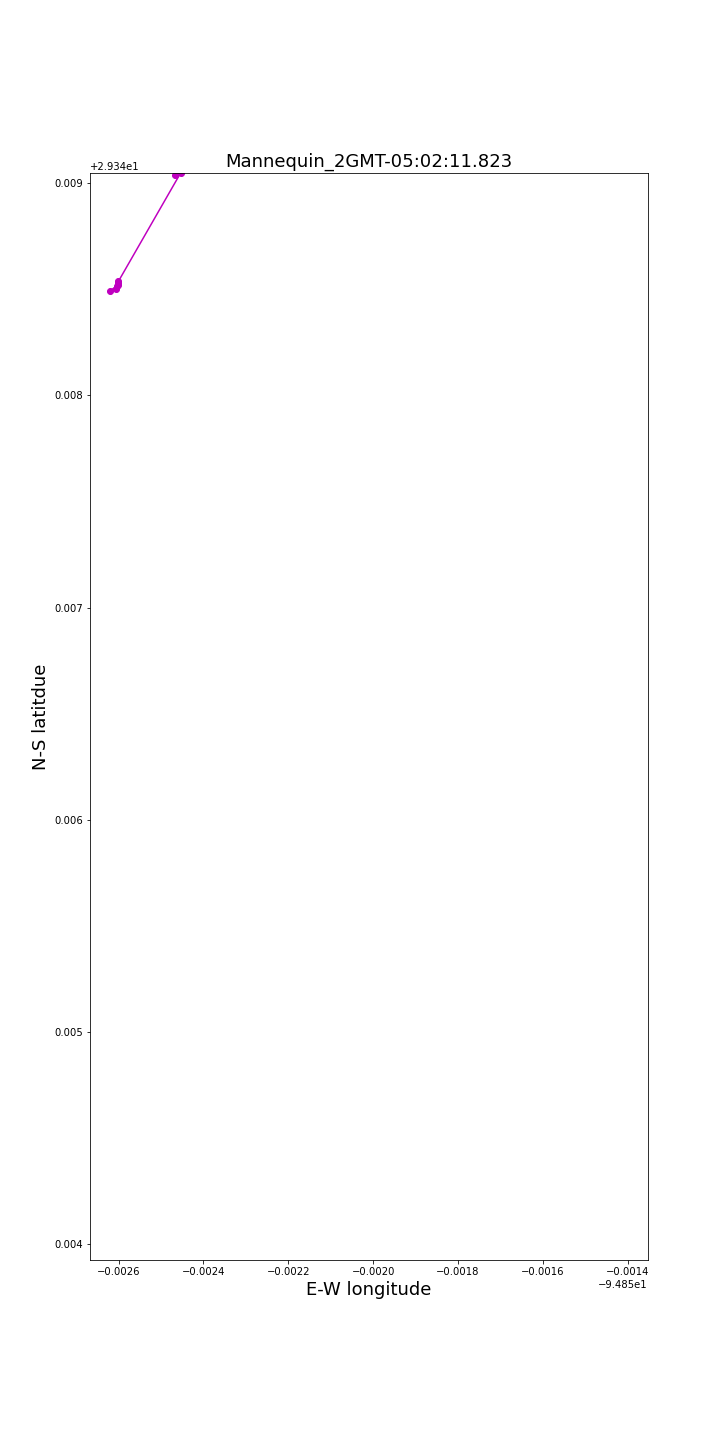 Mannequin_2GMT-05:02:11.823
+2.934e1
0.009
0.008
0.007
0.006
0.005
0.004
N-S latitdue
−0.0026 −0.0024 −0.0022 −0.0020 −0.0018 −0.0016 −0.0014
−9.485e1
E-W longitude